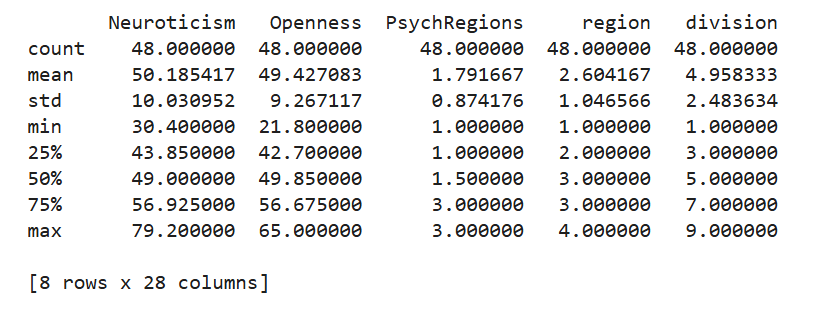 Neuroticism Openness PsychRegions region division
count 48.000000 48.000000 48.000000 48.000000 48.000000
mean 50.185417 49.427083 1.791667 2.604167 4.958333
std 10.030952 9.267117 0.874176 1.046566 2.483634
min 30.400000 21.800000 1.000000 1.000000 1.000000
25% 43.850000 42.700000 1.000000 2.000000 3.000000
50% 49.000000 49.850000 1.500000 3.000000 5.000000
75% 56.925000 56.675000 3.000000 3.000000 7.000000
max 79.200000 65.000000 3.000000 4.000000 9.000000
[8 rows x 28 columns]